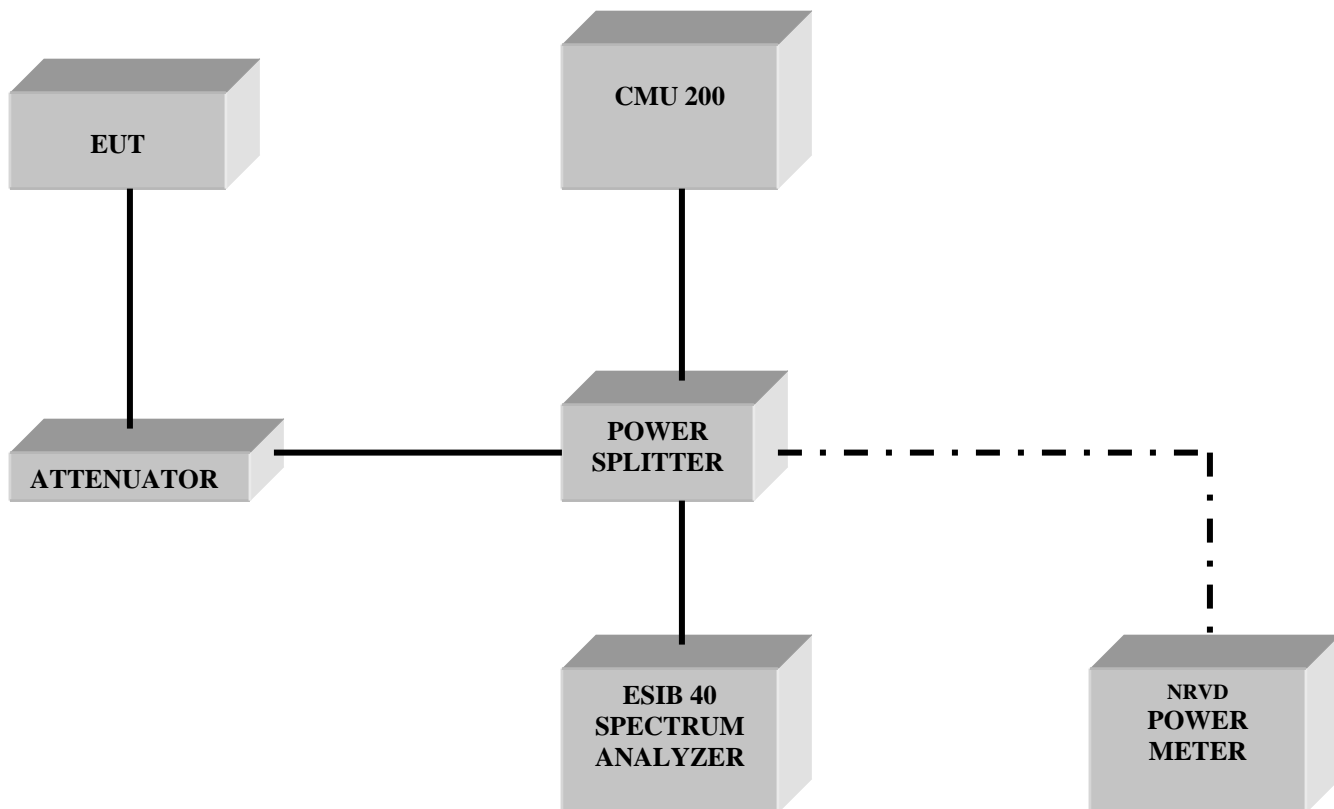 EUT
CMU 200
ATTENUATOR
POWER
SPLITTER
ESIB 40
SPECTRUM
ANALYZER
NRVD
POWER
METER